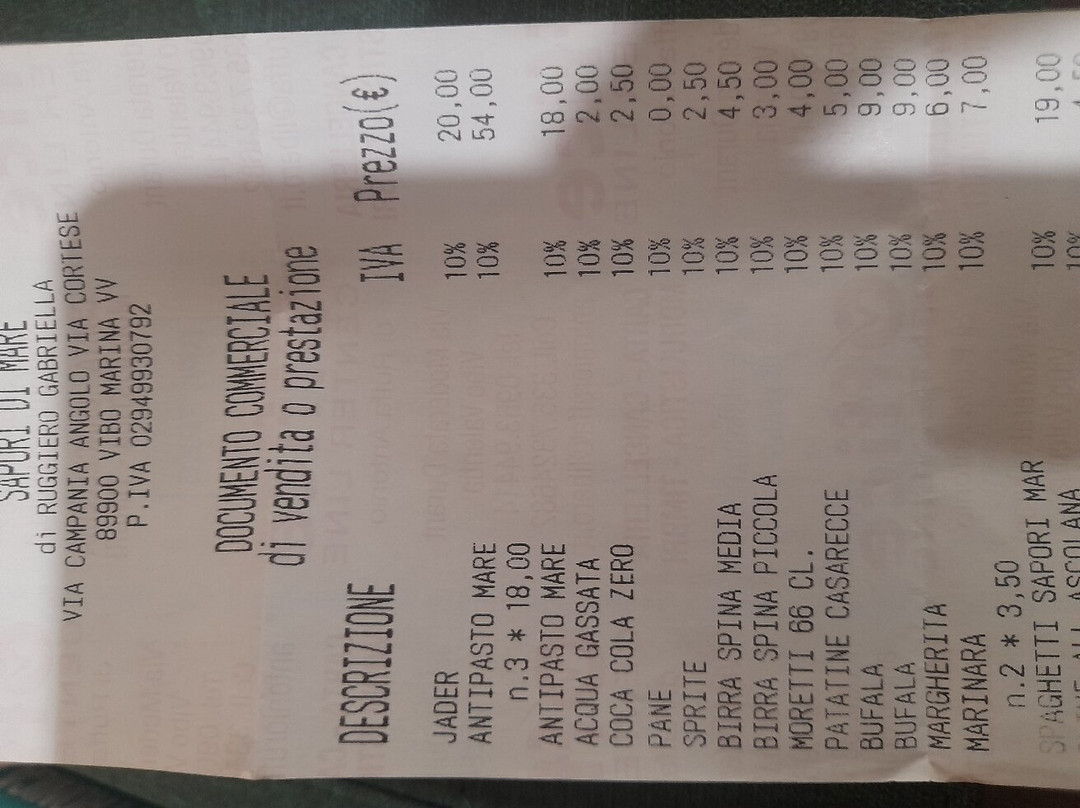 SAPORI DI MARE
di RUGGIERO GABRIELLA
VIA CAMPANIA ANGOLO VIA CORTESE
89900 VIBO MARINA VV
P.IVA 02949930792
DOCUMENTO COMMERCIALE
di vendita o prestazione
DESCRIZIONE IVA Prezzo(€)
JADER 10% 20,00
ANTIPASTO MARE 10% 54,00
n.3 * 18,00
ANTIPASTO MARE 10% 18,00
ACQUA GASSATA 10% 2,00
COCA COLA ZERO 10% 2,50
PANE 10% 0,00
SPRITE 10% 2,50
BIRRA SPINA MEDIA 10% 4,50
BIRRA SPINA PICCOLA 10% 3,00
MORETTI 66 CL. 10% 4,00
PATATINE CASARECCE 10% 5,00
BUFALA 10% 9,00
BUFALA 10% 9,00
MARGHERITA 10% 6,00
MARINARA 10% 7,00
n.2 * 3,50
SPAGHETTI SAPORI MAR 10% 19,00
ALL ASCOLANA 10%